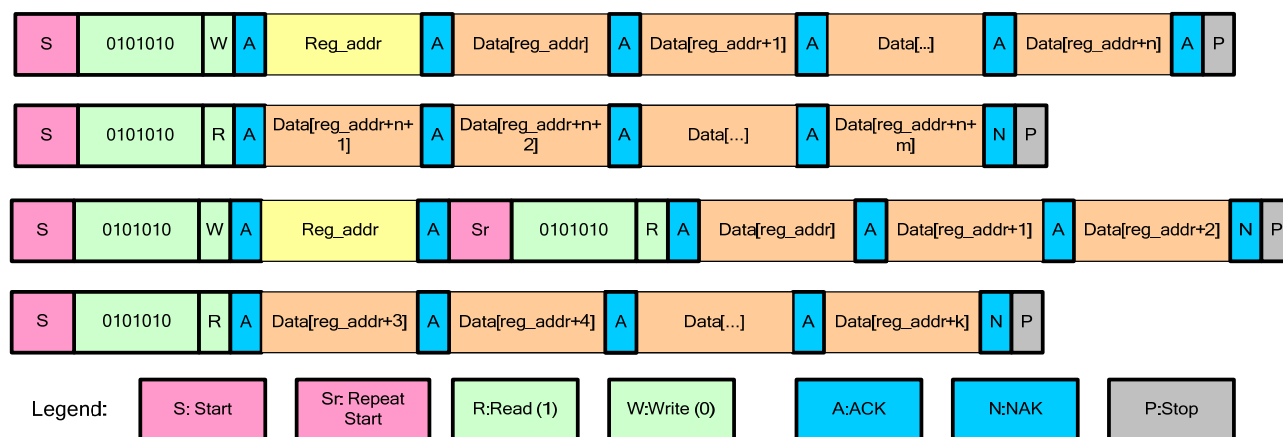 S 0101010 W A Reg_addr A Data[reg_addr] A Data[reg_addr+1] A Data[...] A Data[reg_addr+n] A P
S 0101010 R A Data[reg_addr+n+ A Data[reg_addr+n+ A Data[...] A Data[reg_addr+n+ N P
1] 2] m]
S 0101010 W A Reg_addr A Sr 0101010 R A Data[reg_addr] A Data[reg_addr+1] A Data[reg_addr+2] N P
S 0101010 R A Data[reg_addr+3] A Data[reg_addr+4] A Data[...] A Data[reg_addr+k] N P
Legend: S: Start Sr: Repeat R:Read (1) W:Write (0) A:ACK N:NAK P:Stop
Start